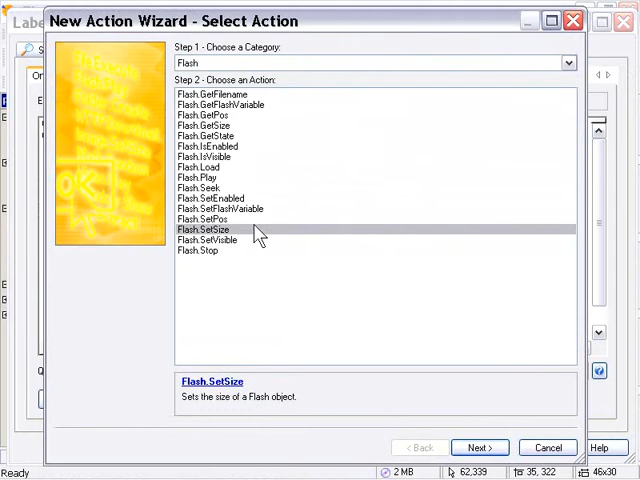 New Action Wizard - Select Action
Label
Step 1 - Choose a Category:
Flash
Step 2 - Choose an Action:
Flash.GetFilename
Flash.GetFlashVariable
Flash.GetPos
Flash.GetSize
Flash.GetState
Flash.IsEnabled
Flash.IsVisible
Flash.Load
Flash.Play
Flash.Seek
Flash.SetEnabled
Flash.SetFlashVariable
Flash.SetPos
Flash.SetSize
Flash.SetVisible
Flash.Stop
OK
Flash.SetSize
Sets the size of a Flash object.
< Back
Next >
Cancel
Help
Ready
2 MB
62,339
35, 322
46x30